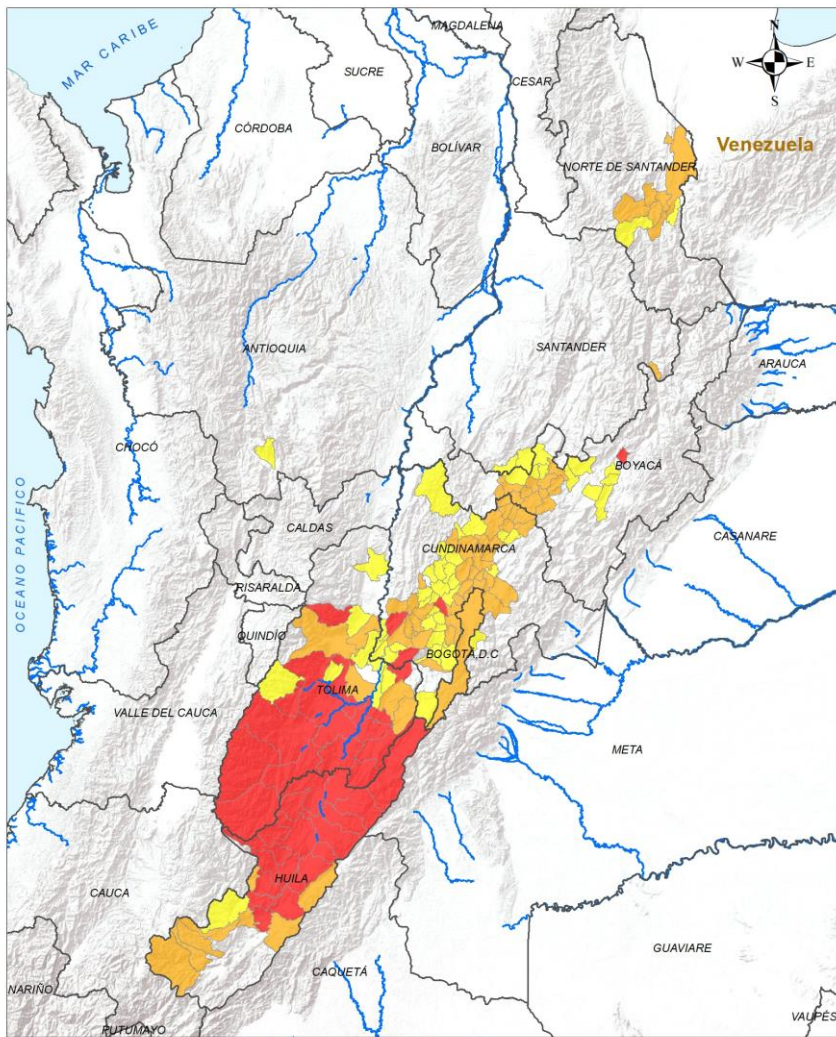 MAGDALENA
N
MAR CARIBE
SUCRE
CESAR
W
E
S
CÓRDOBA
BOLÍVAR
Venezuela
NORTE DE SANTANDER
ANTIOQUIA
SANTANDER
ARAUCA
CHOCÓ
BOYACÁ
OCEANO PACIFICO
CALDAS
CUNDINAMARCA
CASANARE
RISARALDA
QUINDÍO
BOGOTÁ, D.C
TOLIMA
VALLE DEL CAUCA
META
HUILA
CAUCA
GUAVIARE
CAQUETÁ
NARIÑO
PUTUMAYO
VAUPÉS